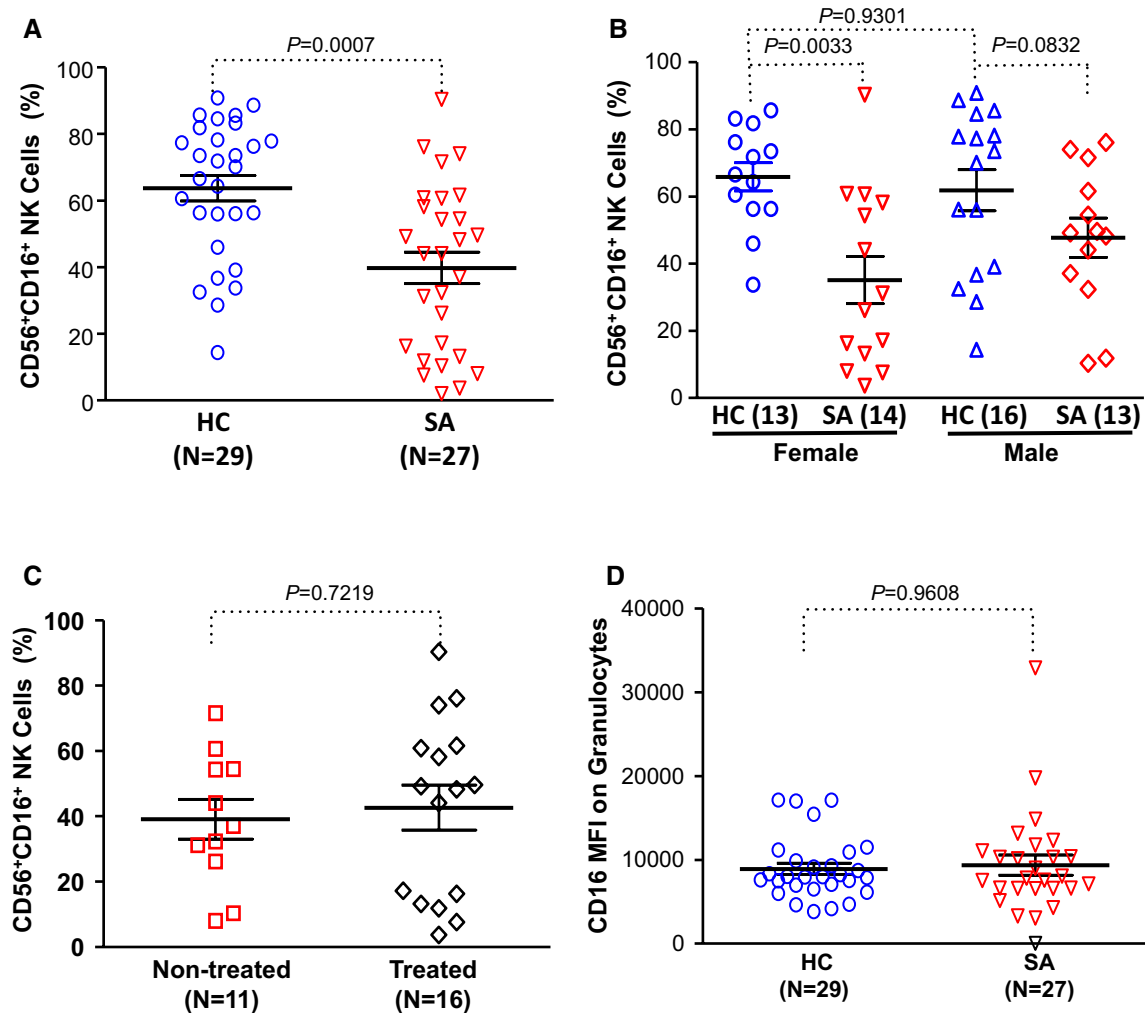 A
P=0.0007
CD56⁺CD16⁺ NK Cells (%)
100
80
60
40
20
0
HC
(N=29)
SA
(N=27)
B
P=0.9301
P=0.0033
P=0.0832
CD56⁺CD16⁺ NK Cells (%)
100
80
60
40
20
0
HC (13) SA (14) HC (16) SA (13)
Female
Male
C
P=0.7219
CD56⁺CD16⁺ NK Cells (%)
100
80
60
40
20
0
Non-treated
(N=11)
Treated
(N=16)
D
P=0.9608
CD16 MFI on Granulocytes
40000
30000
20000
10000
0
HC
(N=29)
SA
(N=27)